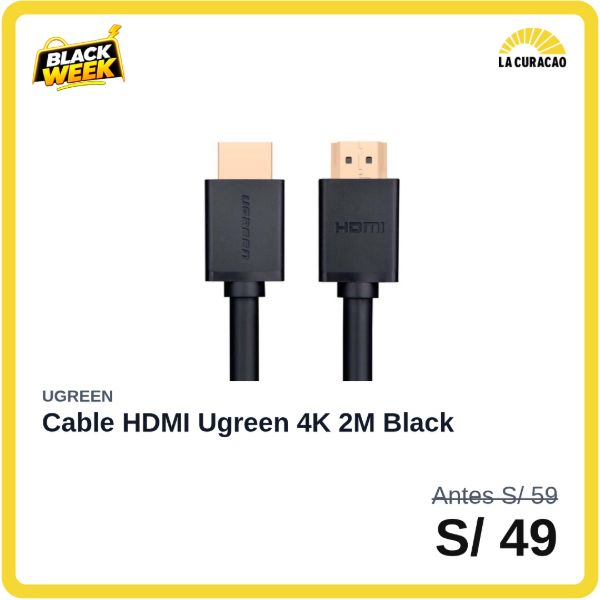 BLACK
WEEK
LA CURACAO
UGREEN
HDMI
UGREEN
Cable HDMI Ugreen 4K 2M Black
Antes S/ 59
S/ 49